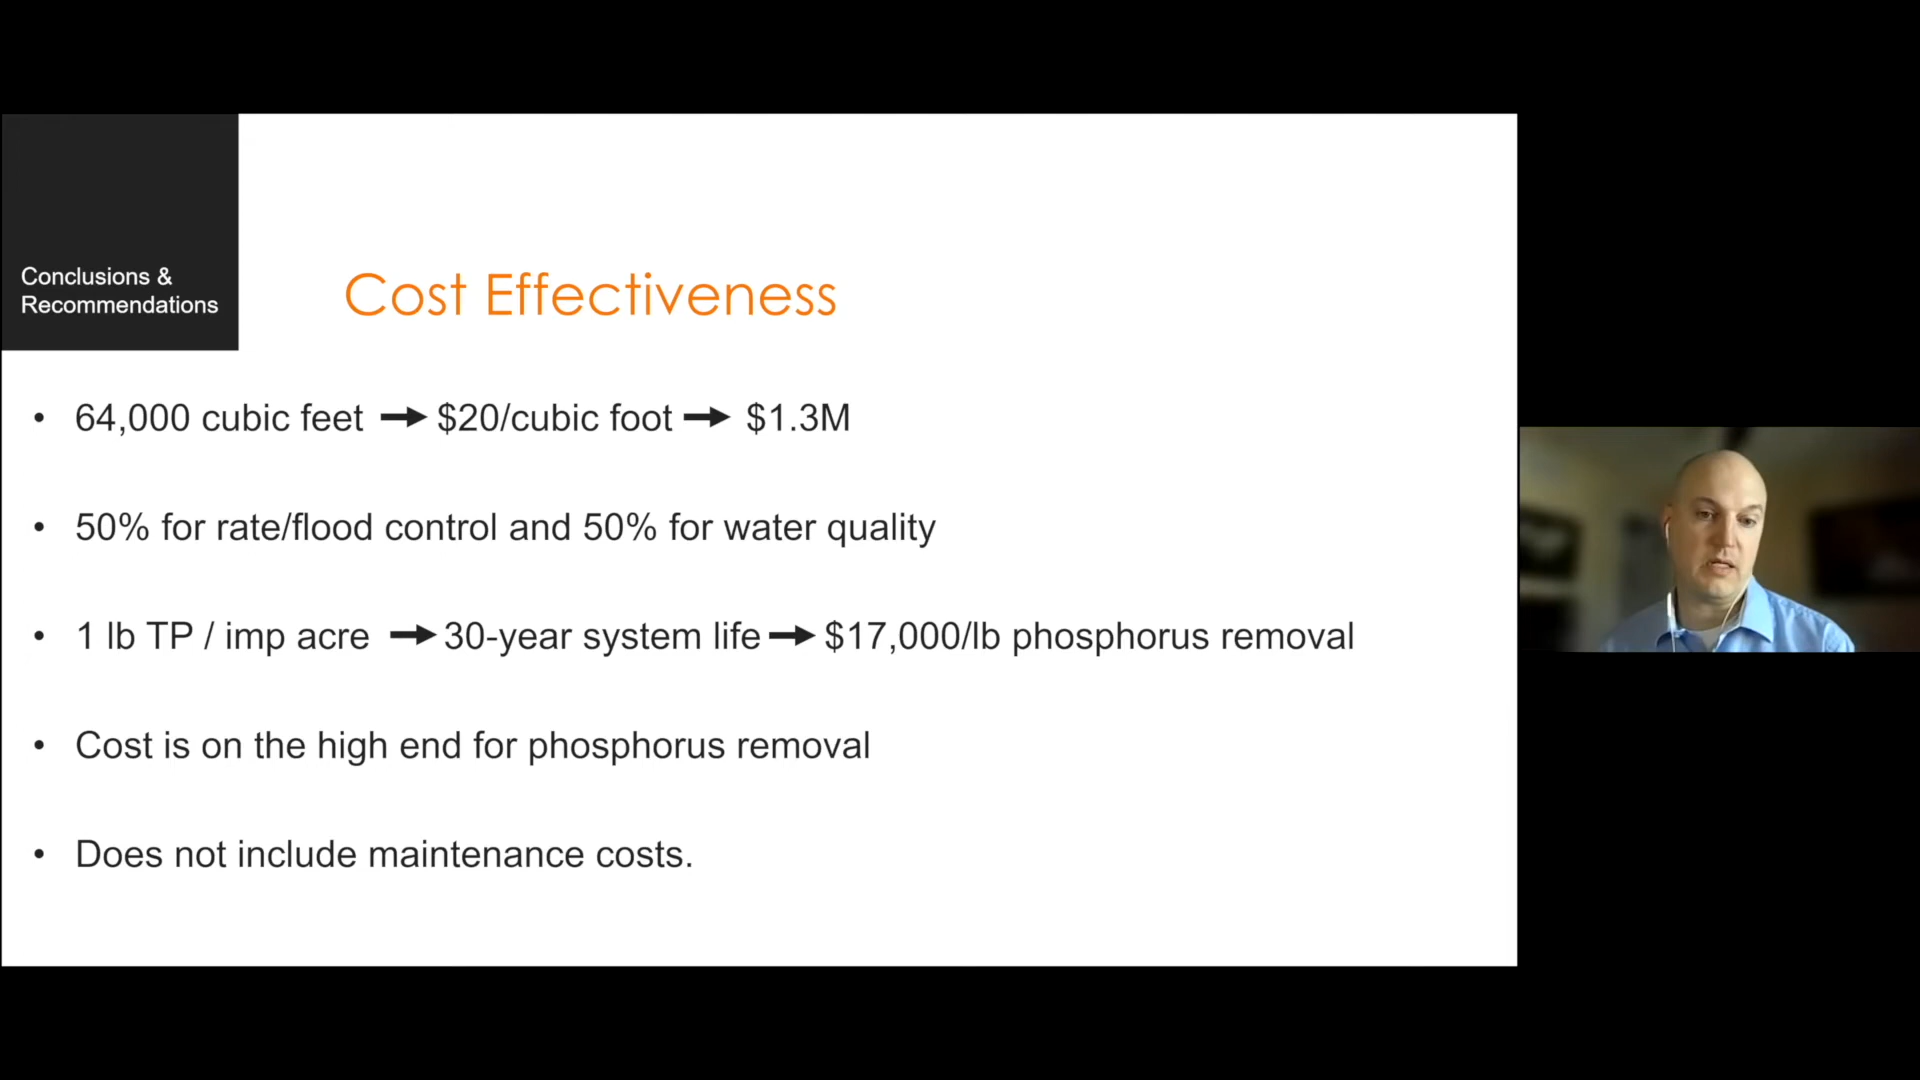 Conclusions &
Recommendations
Cost Effectiveness
• 64,000 cubic feet ➞ $20/cubic foot ➞ $1.3M
• 50% for rate/flood control and 50% for water quality
• 1 lb TP / imp acre ➞ 30-year system life ➞ $17,000/lb phosphorus removal
• Cost is on the high end for phosphorus removal
• Does not include maintenance costs.